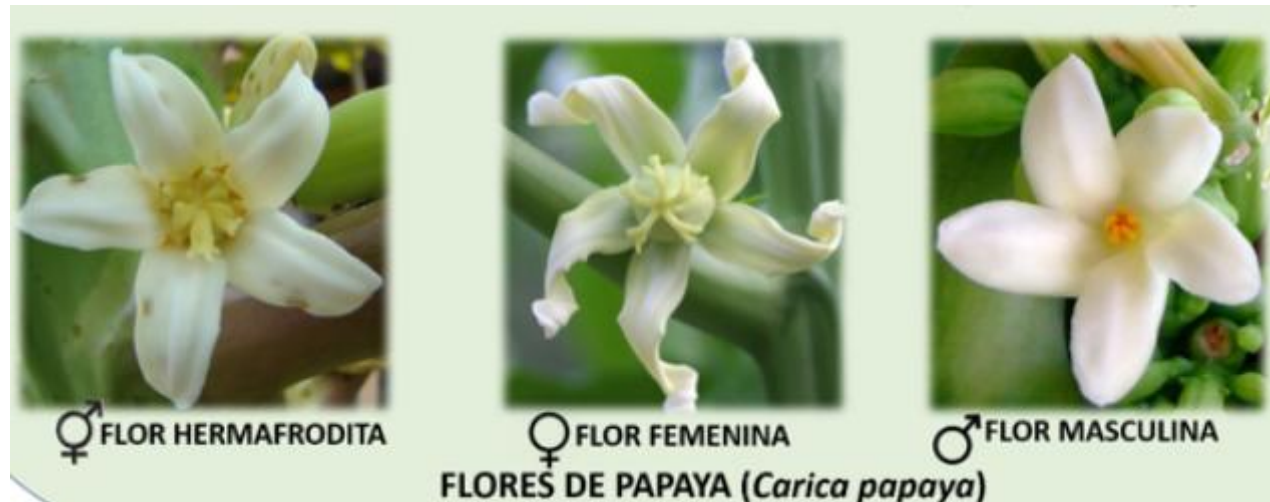 ⚥ FLOR HERMAFRODITA
♀ FLOR FEMENINA
♂ FLOR MASCULINA
FLORES DE PAPAYA (Carica papaya)